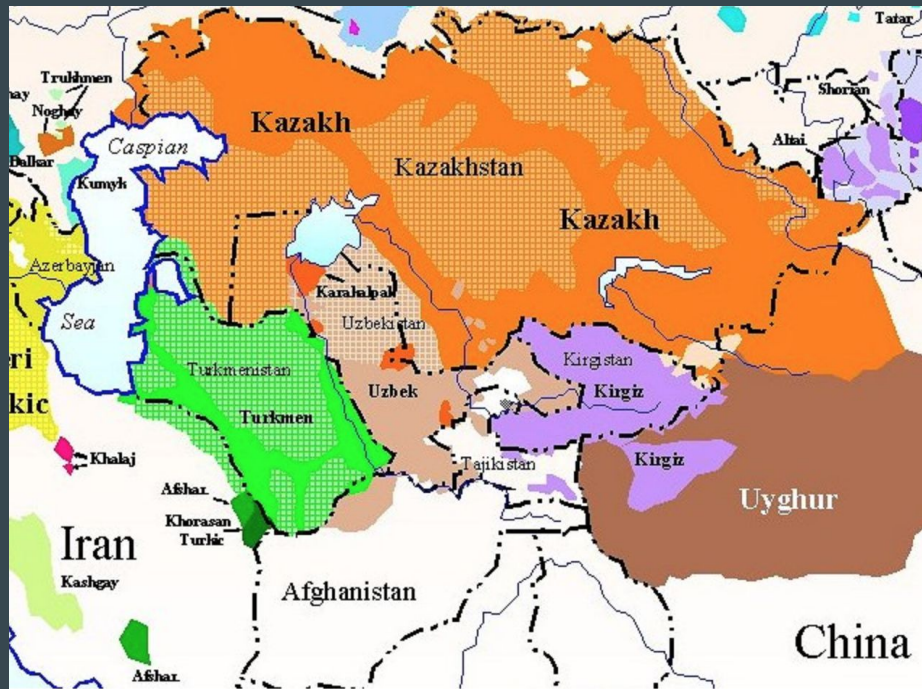 Tatar
Trukhmen
Shorian
Noghay
Kazakh
Caspian
Altai
Balkar
Kazakhstan
Kumyk
Kazakh
Azerbayjan
Karakalpak
Sea
Uzbekistan
Kirgistan
Turkmenistan
Uzbek
Kirgiz
Turkmen
Khalaj
Tajikistan
Kirgiz
Afshar
Uyghur
Khorasan
Turkic
Iran
Kashgay
Afghanistan
China
Afshar